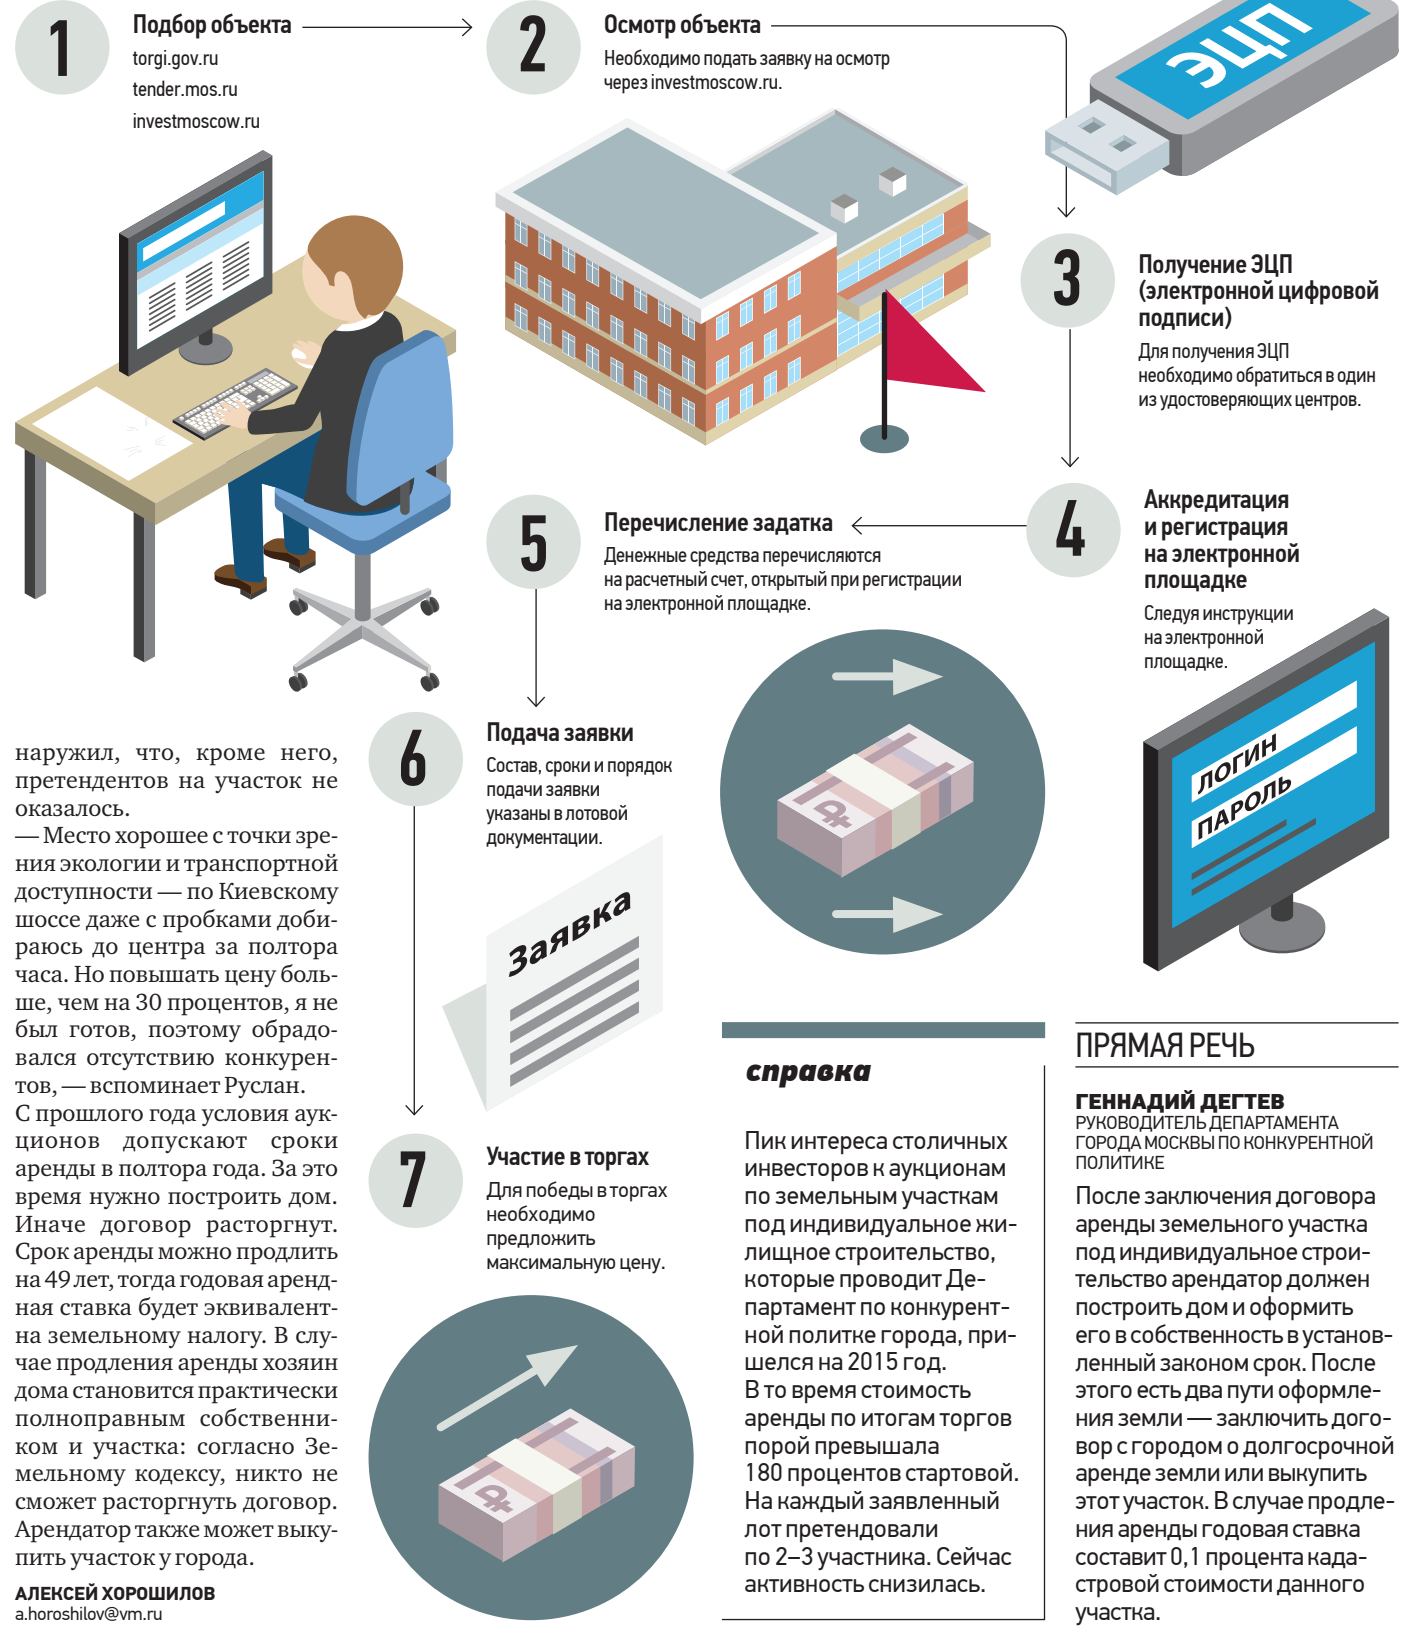 1
Подбор объекта
torgi.gov.ru
tender.mos.ru
investmoscow.ru
2
Осмотр объекта
Необходимо подать заявку на осмотр
через investmoscow.ru.
ЭЦП
3
Получение ЭЦП
(электронной цифровой
подписи)
Для получения ЭЦП
необходимо обратиться в один
из удостоверяющих центров.
4
Аккредитация
и регистрация
на электронной
площадке
Следуя инструкции
на электронной
площадке.
ЛОГИН
ПАРОЛЬ
5
Перечисление задатка
Денежные средства перечисляются
на расчетный счет, открытый при регистрации
на электронной площадке.
6
Подача заявки
Состав, сроки и порядок
подачи заявки
указаны в лотовой
документации.
Заявка
7
Участие в торгах
Для победы в торгах
необходимо
предложить
максимальную цену.
наружил, что, кроме него,
претендентов на участок не
оказалось.
— Место хорошее с точки зре-
ния экологии и транспортной
доступности — по Киевскому
шоссе даже с пробками доби-
раюсь до центра за полтора
часа. Но повышать цену боль-
ше, чем на 30 процентов, я не
был готов, поэтому обрадо-
вался отсутствию конкурен-
тов, — вспоминает Руслан.
С прошлого года условия аук-
ционов допускают сроки
аренды в полтора года. За это
время нужно построить дом.
Иначе договор расторгнут.
Срок аренды можно продлить
на 49 лет, тогда годовая аренд-
ная ставка будет эквивалент-
на земельному налогу. В слу-
чае продления аренды хозяин
дома становится практически
полноправным собственни-
ком и участка: согласно Зе-
мельному кодексу, никто не
сможет расторгнуть договор.
Арендатор также может выку-
пить участок у города.
АЛЕКСЕЙ ХОРОШИЛОВ
a.horoshilov@vm.ru
справка
Пик интереса столичных
инвесторов к аукционам
по земельным участкам
под индивидуальное жи-
лищное строительство,
которые проводит Де-
партамент по конкурент-
ной политке города, при-
шелся на 2015 год.
В то время стоимость
аренды по итогам торгов
порой превышала
180 процентов стартовой.
На каждый заявленный
лот претендовали
по 2–3 участника. Сейчас
активность снизилась.
ПРЯМАЯ РЕЧЬ
ГЕННАДИЙ ДЕГТЕВ
РУКОВОДИТЕЛЬ ДЕПАРТАМЕНТА
ГОРОДА МОСКВЫ ПО КОНКУРЕНТНОЙ
ПОЛИТИКЕ
После заключения договора
аренды земельного участка
под индивидуальное строи-
тельство арендатор должен
построить дом и оформить
его в собственность в установ-
ленный законом срок. После
этого есть два пути оформле-
ния земли — заключить дого-
вор с городом о долгосрочной
аренде земли или выкупить
этот участок. В случае продле-
ния аренды годовая ставка
составит 0,1 процента када-
стровой стоимости данного
участка.